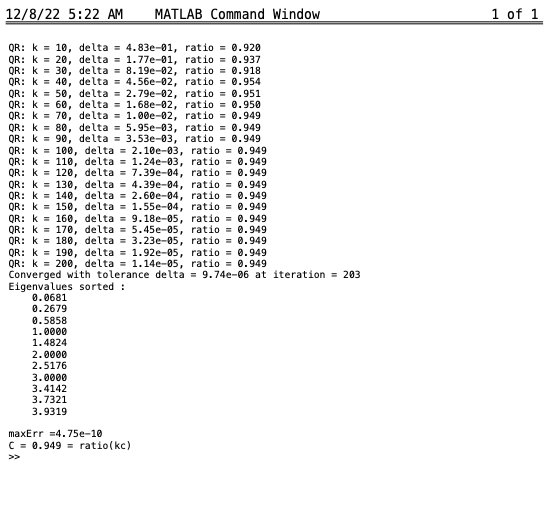 12/8/22 5:22 AM MATLAB Command Window 1 of 1
QR: k = 10, delta = 4.83e-01, ratio = 0.920
QR: k = 20, delta = 1.77e-01, ratio = 0.937
QR: k = 30, delta = 8.19e-02, ratio = 0.918
QR: k = 40, delta = 4.56e-02, ratio = 0.954
QR: k = 50, delta = 2.79e-02, ratio = 0.951
QR: k = 60, delta = 1.68e-02, ratio = 0.950
QR: k = 70, delta = 1.00e-02, ratio = 0.949
QR: k = 80, delta = 5.95e-03, ratio = 0.949
QR: k = 90, delta = 3.53e-03, ratio = 0.949
QR: k = 100, delta = 2.10e-03, ratio = 0.949
QR: k = 110, delta = 1.24e-03, ratio = 0.949
QR: k = 120, delta = 7.39e-04, ratio = 0.949
QR: k = 130, delta = 4.39e-04, ratio = 0.949
QR: k = 140, delta = 2.60e-04, ratio = 0.949
QR: k = 150, delta = 1.55e-04, ratio = 0.949
QR: k = 160, delta = 9.18e-05, ratio = 0.949
QR: k = 170, delta = 5.45e-05, ratio = 0.949
QR: k = 180, delta = 3.23e-05, ratio = 0.949
QR: k = 190, delta = 1.92e-05, ratio = 0.949
QR: k = 200, delta = 1.14e-05, ratio = 0.949
Converged with tolerance delta = 9.74e-06 at iteration = 203
Eigenvalues sorted :
0.0681
0.2679
0.5858
1.0000
1.4824
2.0000
2.5176
3.0000
3.4142
3.7321
3.9319
maxErr =4.75e-10
C = 0.949 = ratio(kc)
>>